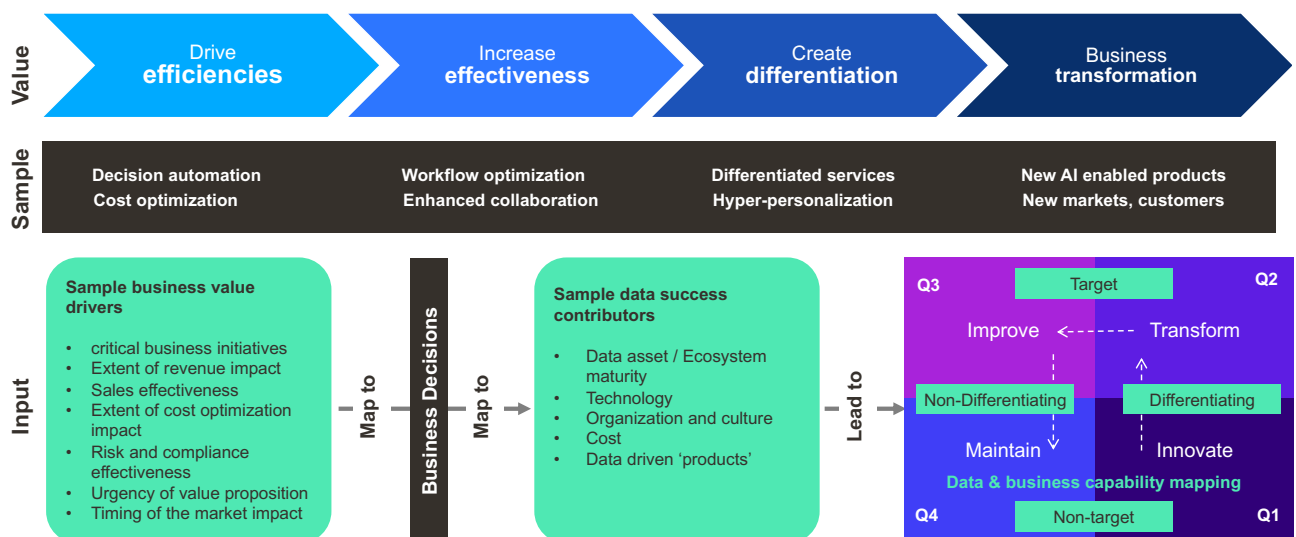 Value
Drive
efficiencies
Increase
effectiveness
Create
differentiation
Business
transformation
Sample
Decision automation
Cost optimization
Workflow optimization
Enhanced collaboration
Differentiated services
Hyper-personalization
New AI enabled products
New markets, customers
Input
Sample business value
drivers
• critical business initiatives
• Extent of revenue impact
• Sales effectiveness
• Extent of cost optimization
impact
• Risk and compliance
effectiveness
• Urgency of value proposition
• Timing of the market impact
Map to
Business Decisions
Map to
Sample data success
contributors
• Data asset / Ecosystem
maturity
• Technology
• Organization and culture
• Cost
• Data driven ‘products’
Lead to
Q3
Target
Q2
Improve
Transform
Non-Differentiating
Differentiating
Maintain
Innovate
Data & business capability mapping
Q4
Non-target
Q1